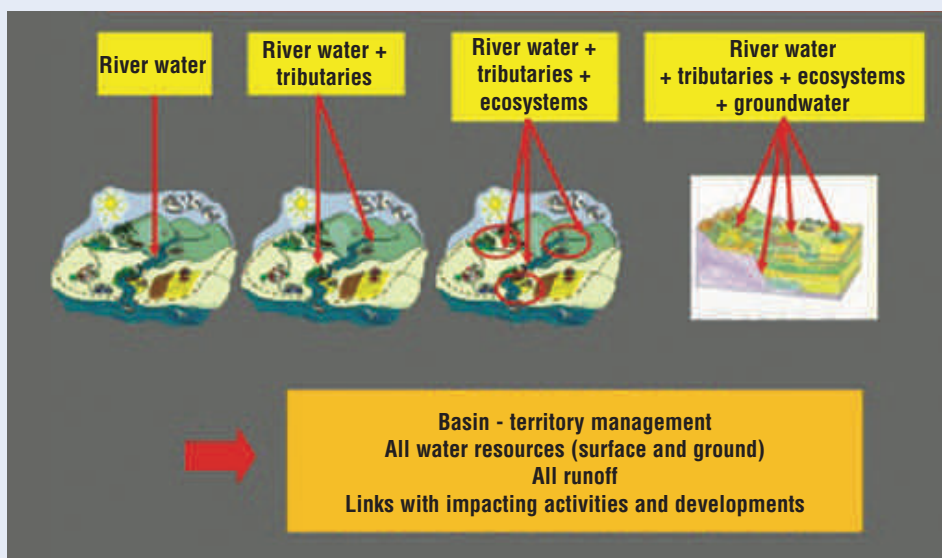 River water
River water +
tributaries
River water +
tributaries +
ecosystems
River water
+ tributaries + ecosystems
+ groundwater
Basin - territory management
All water resources (surface and ground)
All runoff
Links with impacting activities and developments